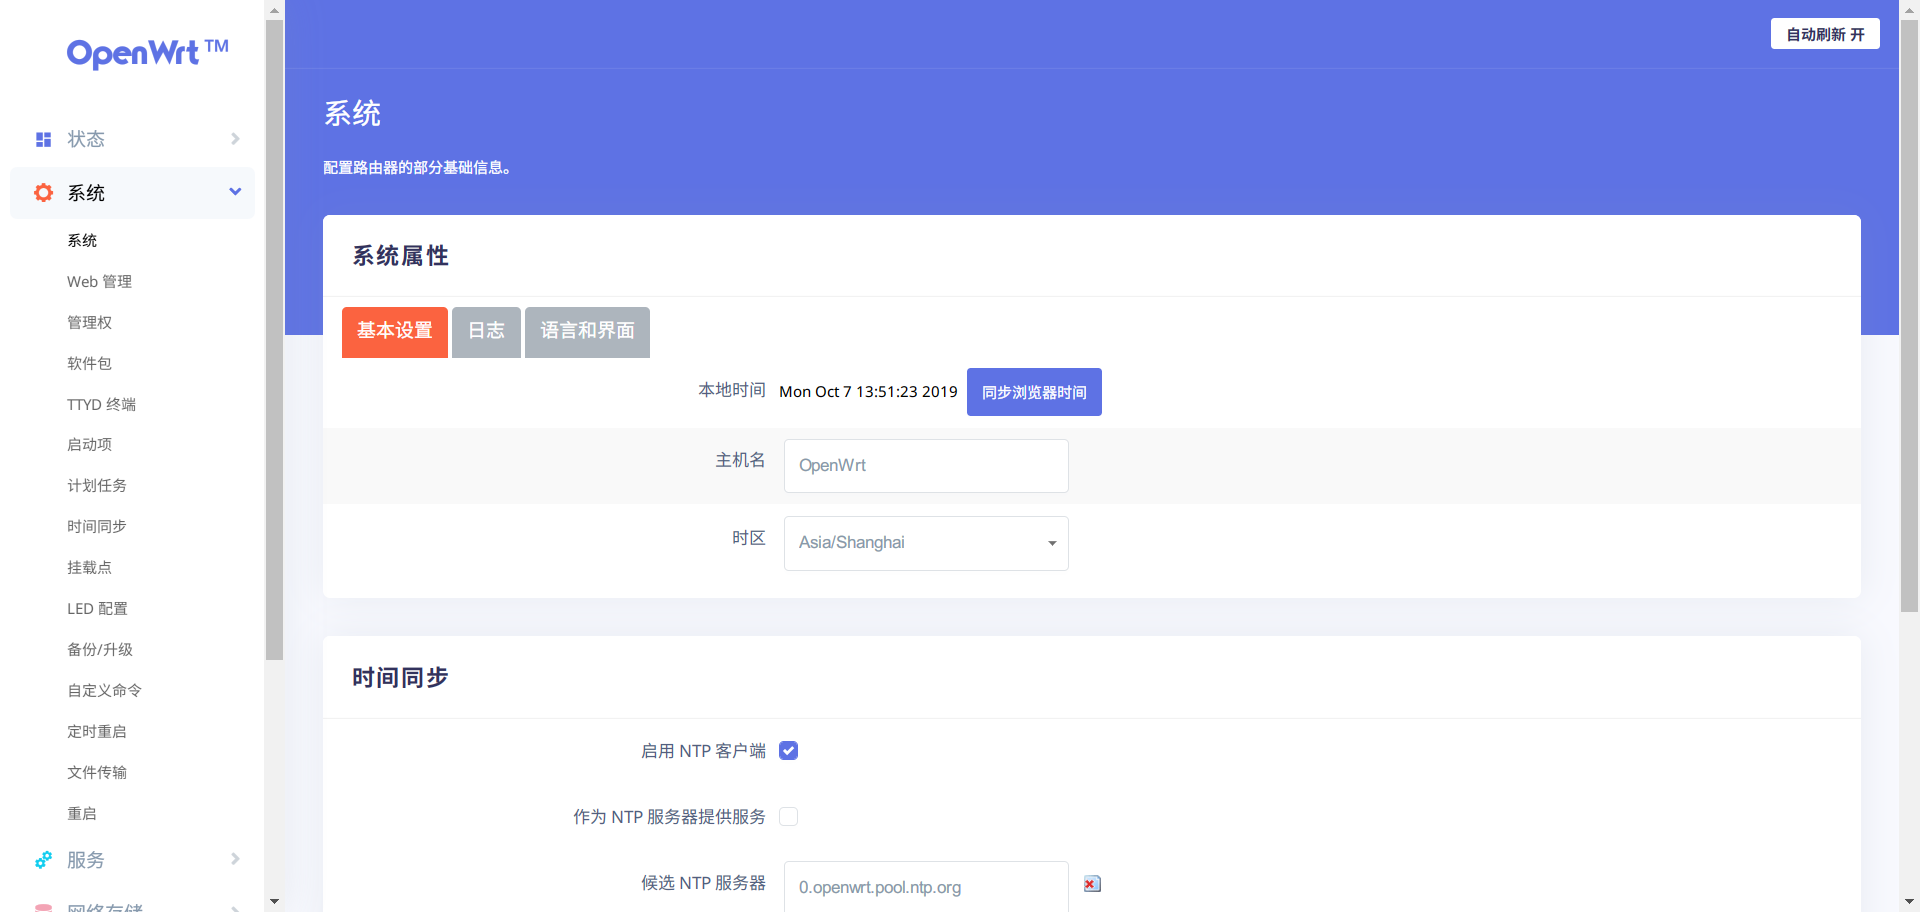 OpenWrt™
状态
系统
系统
Web 管理
管理权
软件包
TTYD 终端
启动项
计划任务
时间同步
挂载点
LED 配置
备份/升级
自定义命令
定时重启
文件传输
重启
服务
网络存储
自动刷新 开
系统
配置路由器的部分基础信息。
系统属性
基本设置
日志
语言和界面
本地时间 Mon Oct 7 13:51:23 2019 同步浏览器时间
主机名 OpenWrt
时区 Asia/Shanghai
时间同步
启用 NTP 客户端
作为 NTP 服务器提供服务
候选 NTP 服务器 0.openwrt.pool.ntp.org